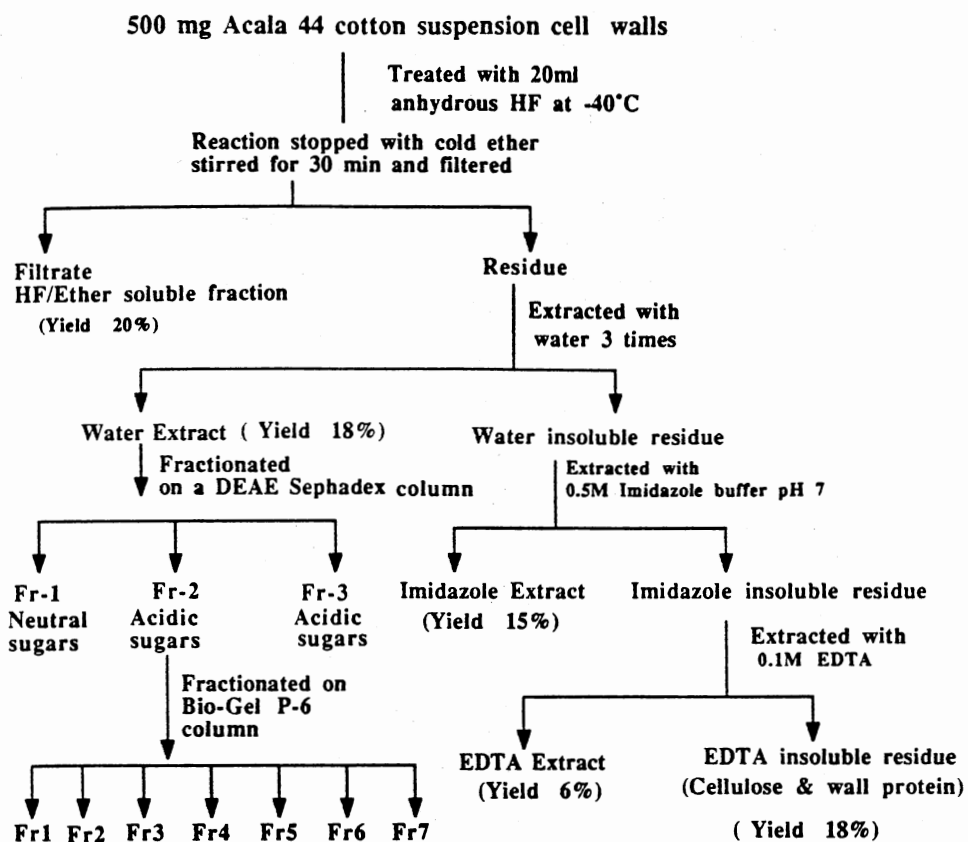 500 mg Acala 44 cotton suspension cell walls
Treated with 20ml
anhydrous HF at -40°C
Reaction stopped with cold ether
stirred for 30 min and filtered
Filtrate
HF/Ether soluble fraction
(Yield 20%)
Residue
Extracted with
water 3 times
Water Extract ( Yield 18%)
Water insoluble residue
Fractionated
on a DEAE Sephadex column
Extracted with
0.5M Imidazole buffer pH 7
Fr-1
Neutral
sugars
Fr-2
Acidic
sugars
Fr-3
Acidic
sugars
Imidazole Extract
(Yield 15%)
Imidazole insoluble residue
Extracted with
0.1M EDTA
Fractionated on
Bio-Gel P-6
column
EDTA Extract
(Yield 6%)
EDTA insoluble residue
(Cellulose & wall protein)
( Yield 18%)
Fr1 Fr2 Fr3 Fr4 Fr5 Fr6 Fr7